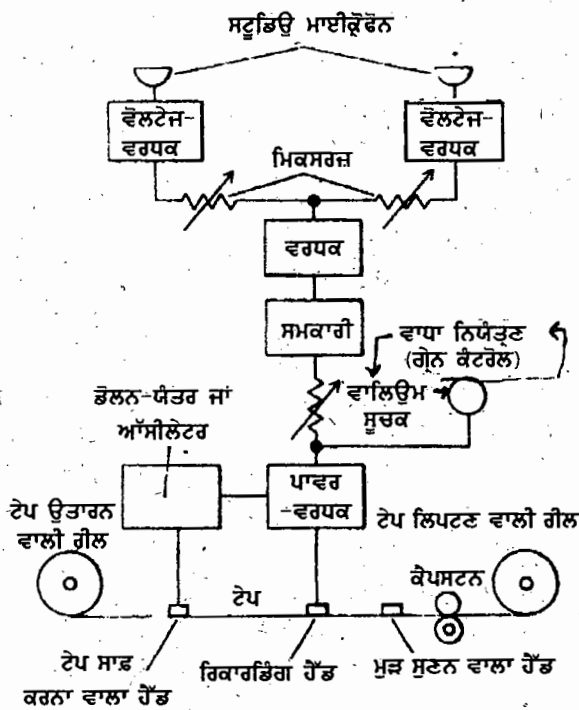 ਸਟੂਡਿਉ ਮਾਈਕ੍ਰੋਫੋਨ
ਵੋਲਟੇਜ-
ਵਰਧਕ
ਵੋਲਟੇਜ-
ਵਰਧਕ
ਮਿਕਸਰਜ਼
ਵਰਧਕ
ਸਮਕਾਰੀ
ਵਾਧਾ ਨਿਯੰਤ੍ਰਣ
(ਗੇਨ ਕੰਟਰੋਲ)
ਵਾਲਿਉਮ
ਸੂਚਕ
ਡੋਲਨ-ਯੰਤਰ ਜਾਂ
ਆੱਸੀਲੇਟਰ
ਪਾਵਰ
-ਵਰਧਕ
ਟੇਪ ਉਤਾਰਨ
ਵਾਲੀ ਰੀਲ
ਟੇਪ ਲਿਪਟਣ ਵਾਲੀ ਰੀਲ
ਕੈਪਸਟਨ
ਟੇਪ
ਟੇਪ ਸਾਫ਼
ਕਰਨਾ ਵਾਲਾ ਹੈੱਡ
ਰਿਕਾਰਡਿੰਗ ਹੈੱਡ
ਮੁੜ ਸੁਣਨ ਵਾਲਾ ਹੈੱਡ